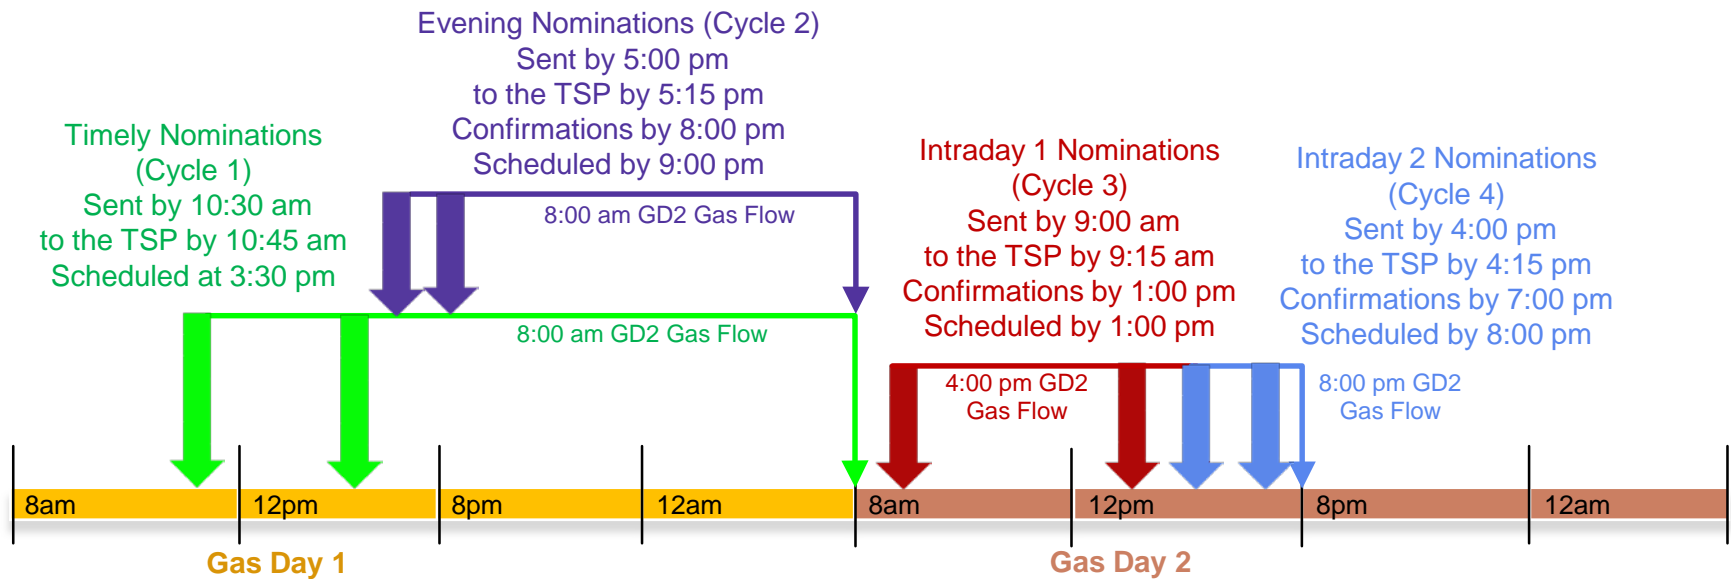 Evening Nominations (Cycle 2)
Sent by 5:00 pm
to the TSP by 5:15 pm
Confirmations by 8:00 pm
Scheduled by 9:00 pm
Timely Nominations
(Cycle 1)
Sent by 10:30 am
to the TSP by 10:45 am
Scheduled at 3:30 pm
Intraday 1 Nominations
(Cycle 3)
Sent by 9:00 am
to the TSP by 9:15 am
Confirmations by 1:00 pm
Scheduled by 1:00 pm
Intraday 2 Nominations
(Cycle 4)
Sent by 4:00 pm
to the TSP by 4:15 pm
Confirmations by 7:00 pm
Scheduled by 8:00 pm
8:00 am GD2 Gas Flow
8:00 am GD2 Gas Flow
4:00 pm GD2
Gas Flow
8:00 pm GD2
Gas Flow
8am
12pm
8pm
12am
8am
12pm
8pm
12am
Gas Day 1
Gas Day 2